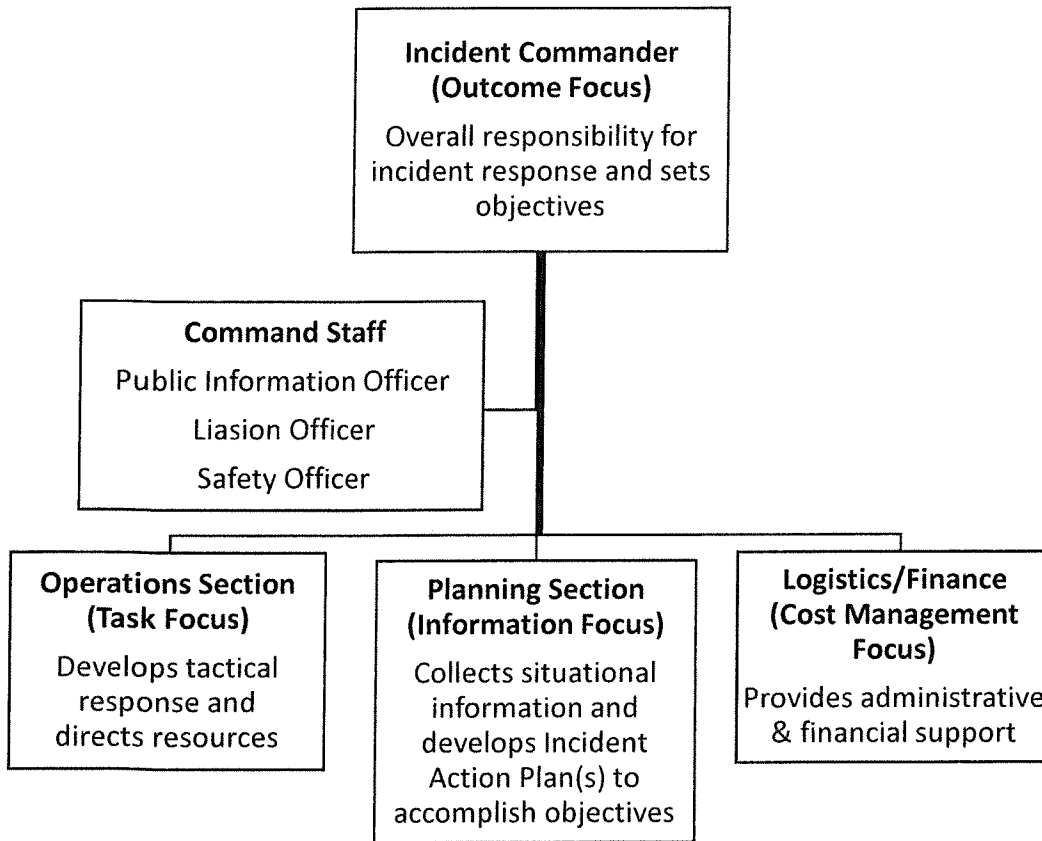 Incident Commander
(Outcome Focus)
Overall responsibility for
incident response and sets
objectives
Command Staff
Public Information Officer
Liasion Officer
Safety Officer
Operations Section
(Task Focus)
Develops tactical
response and
directs resources
Planning Section
(Information Focus)
Collects situational
information and
develops Incident
Action Plan(s) to
accomplish objectives
Logistics/Finance
(Cost Management
Focus)
Provides administrative
& financial support